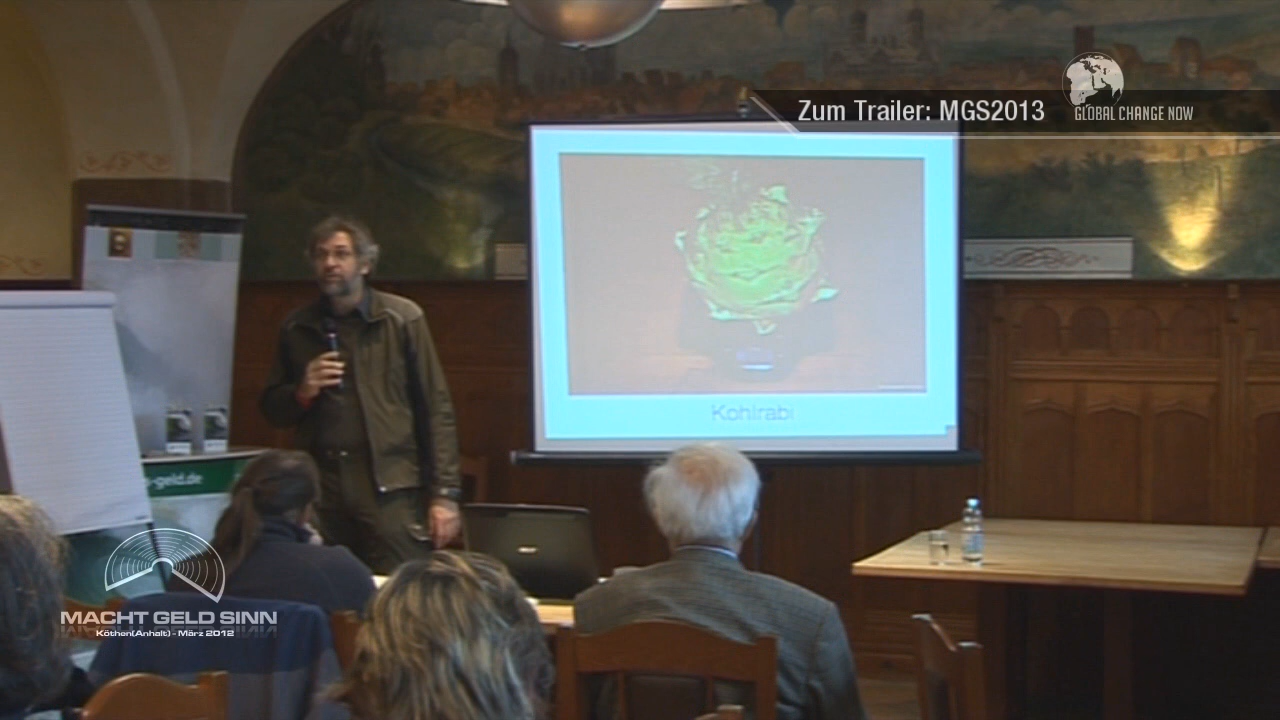 Zum Trailer: MGS2013
GLOBAL CHANGE NOW
Kohlrabi
-geld.de
MACHT GELD SINN
Köthen(Anhalt) - März 2012